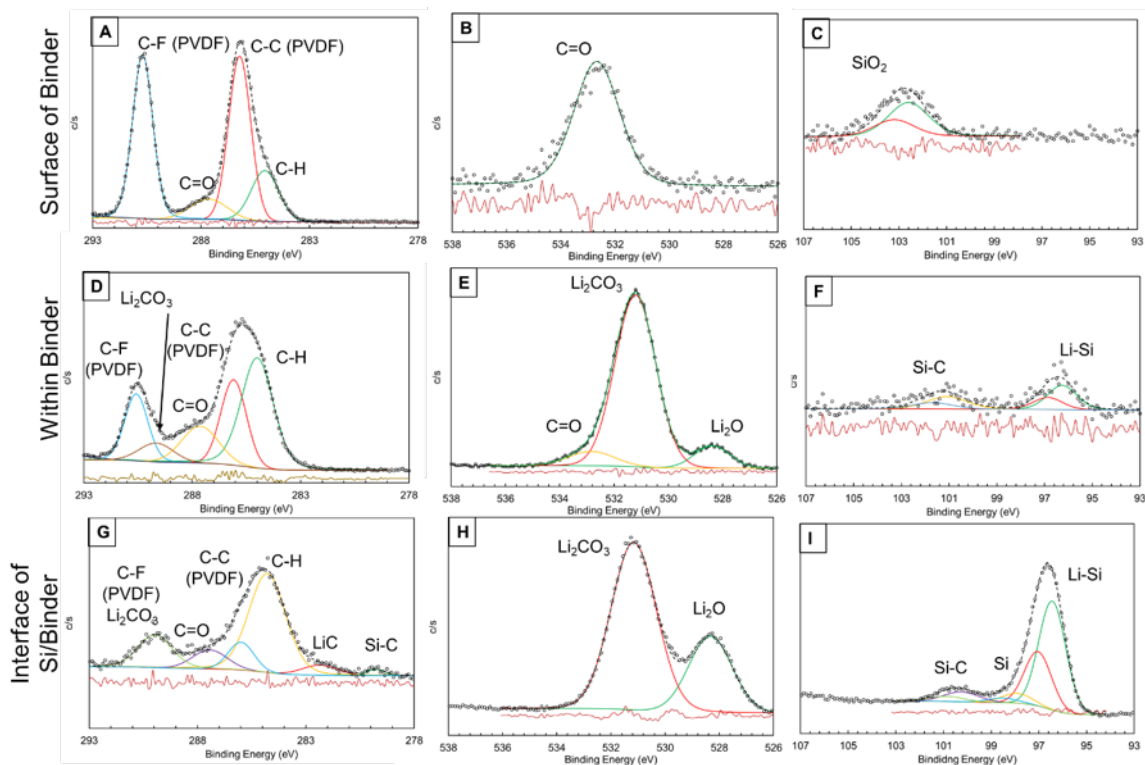 Surface of Binder
A
C-F (PVDF)
C-C (PVDF)
C=O
C-H
c/s
293 288 283 278
Binding Energy (eV)
B
C=O
c/s
538 536 534 532 530 528 526
Binding Energy (eV)
C
SiO2
107 105 103 101 99 97 95 93
Binding Energy (eV)
Within Binder
D
Li2CO3
C-F
(PVDF)
C-C
(PVDF)
C=O
C-H
c/s
293 288 283 278
Binding Energy (eV)
E
Li2CO3
C=O
Li2O
c/s
538 536 534 532 530 528 526
Binding Energy (eV)
F
Si-C
Li-Si
c/s
107 105 103 101 99 97 95 93
Binding Energy (eV)
Interface of
Si/Binder
G
C-F
(PVDF)
Li2CO3
C=O
C-C
(PVDF)
C-H
LiC
Si-C
293 288 283 278
Binding Energy (eV)
H
Li2CO3
Li2O
c/s
538 536 534 532 530 528 526
Binding Energy (eV)
I
Si-C
Si
Li-Si
c/s
107 105 103 101 99 97 95 93
Binding Energy (eV)